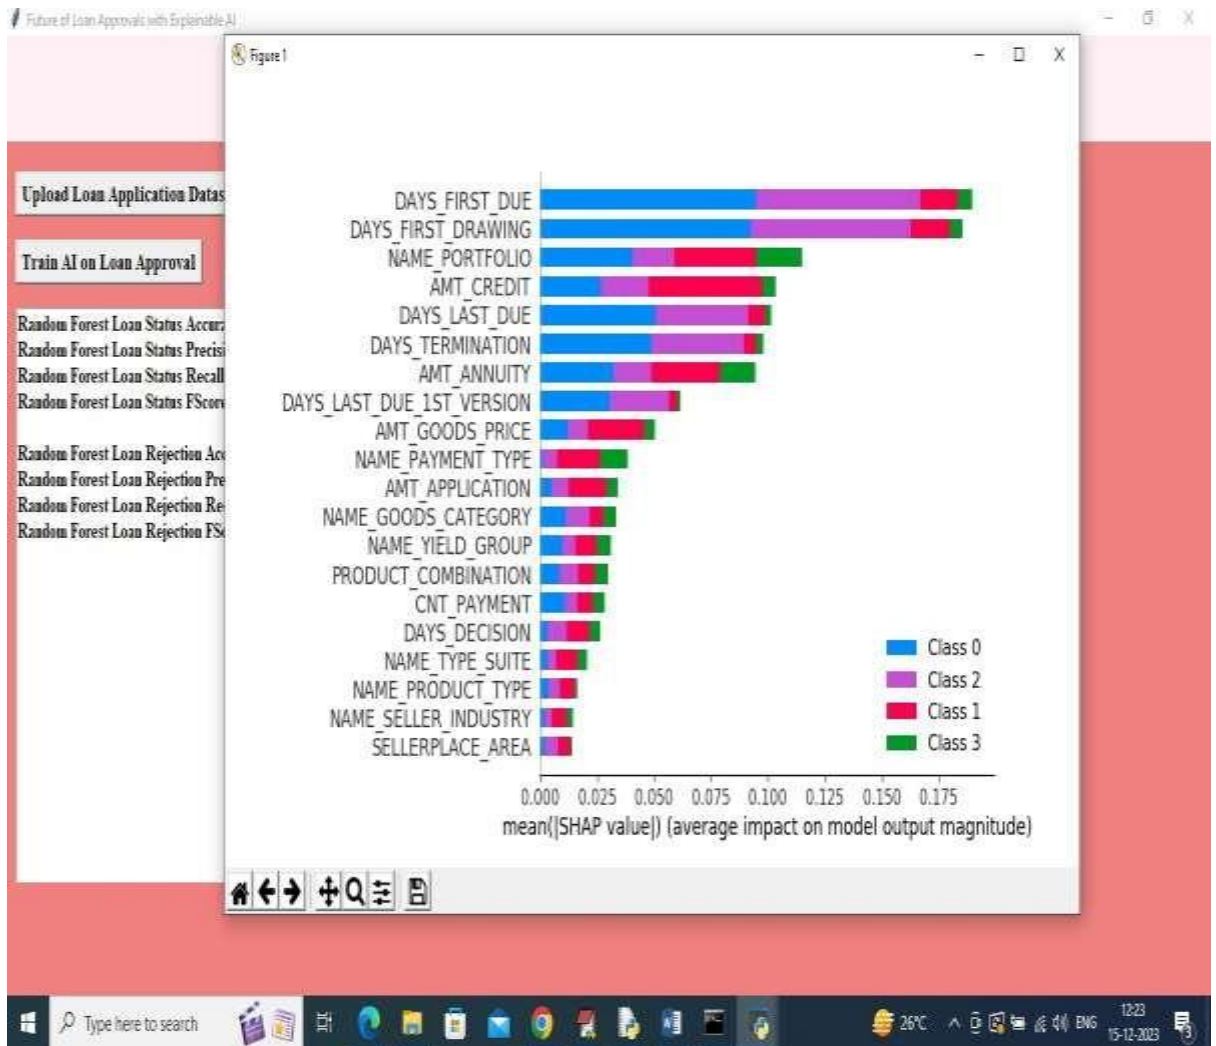 Future of Loan Approvals with Explainable AI
Figure 1
Upload Loan Application Datas
Train AI on Loan Approval
Random Forest Loan Status Accura
Random Forest Loan Status Precisi
Random Forest Loan Status Recall
Random Forest Loan Status FScore
Random Forest Loan Rejection Acc
Random Forest Loan Rejection Pre
Random Forest Loan Rejection Re
Random Forest Loan Rejection FS
DAYS_FIRST_DUE
DAYS_FIRST_DRAWING
NAME_PORTFOLIO
AMT_CREDIT
DAYS_LAST_DUE
DAYS_TERMINATION
AMT_ANNUITY
DAYS_LAST_DUE_1ST_VERSION
AMT_GOODS_PRICE
NAME_PAYMENT_TYPE
AMT_APPLICATION
NAME_GOODS_CATEGORY
NAME_YIELD_GROUP
PRODUCT_COMBINATION
CNT_PAYMENT
DAYS_DECISION
NAME_TYPE_SUITE
NAME_PRODUCT_TYPE
NAME_SELLER_INDUSTRY
SELLERPLACE_AREA
Class 0
Class 2
Class 1
Class 3
0.000 0.025 0.050 0.075 0.100 0.125 0.150 0.175
mean(|SHAP value|) (average impact on model output magnitude)
Type here to search
26°C
ENG
12:23
15-12-2023
3